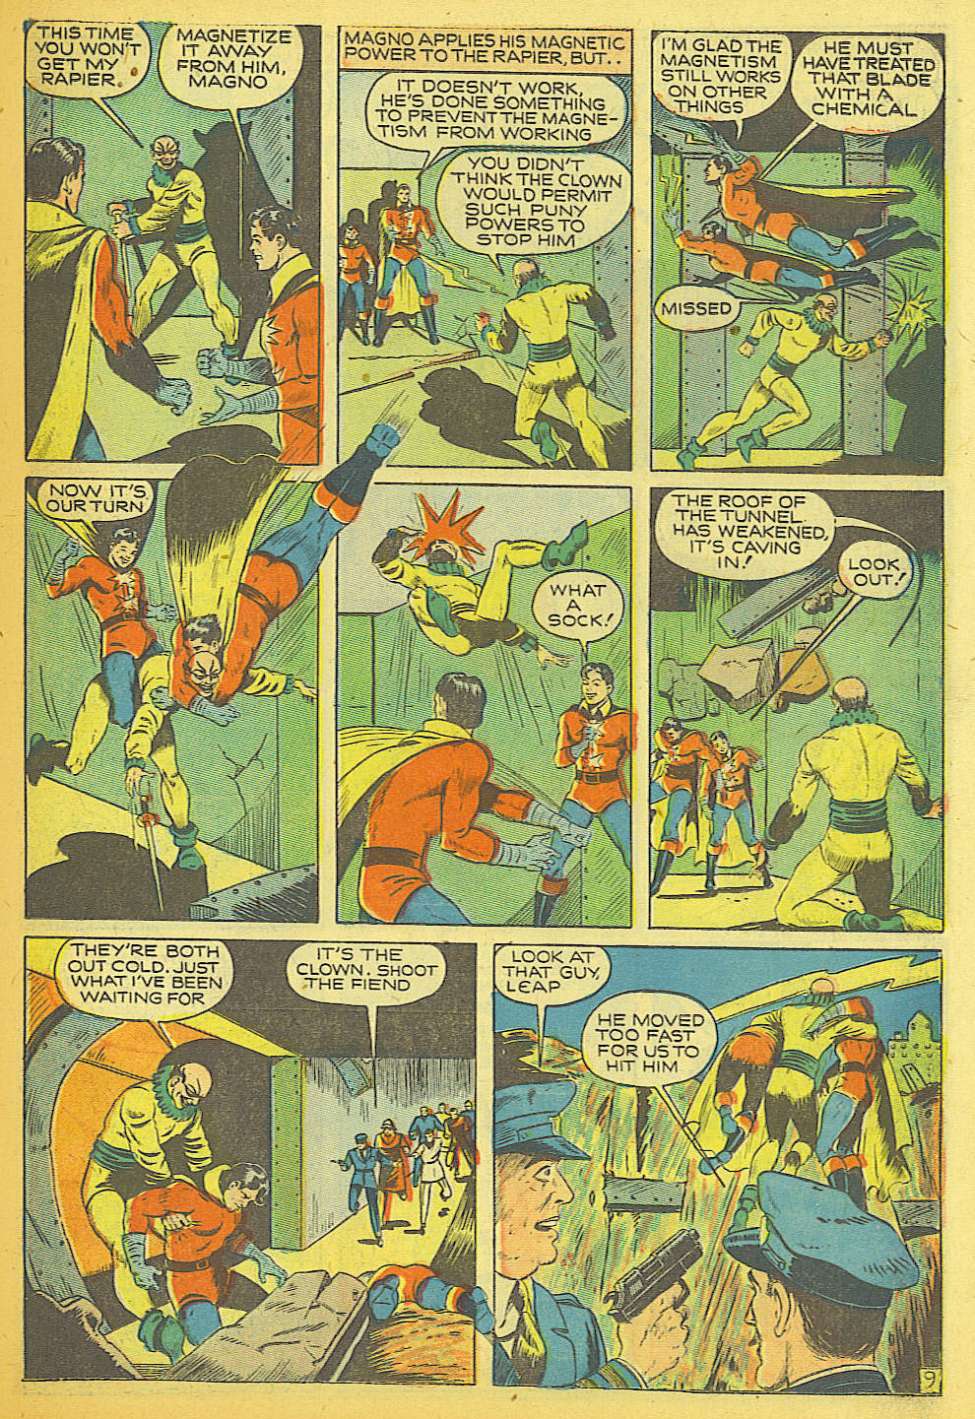 THIS TIME
YOU WON'T
GET MY
RAPIER.
MAGNETIZE
IT AWAY
FROM HIM,
MAGNO
MAGNO APPLIES HIS MAGNETIC
POWER TO THE RAPIER, BUT..
IT DOESN'T WORK,
HE'S DONE SOMETHING
TO PREVENT THE MAGNE-
TISM FROM WORKING
YOU DIDN'T
THINK THE CLOWN
WOULD PERMIT
SUCH PUNY
POWERS TO
STOP HIM
I'M GLAD THE
MAGNETISM
STILL WORKS
ON OTHER
THINGS
HE MUST
HAVE TREATED
THAT BLADE
WITH A
CHEMICAL
MISSED
NOW IT'S
OUR TURN
WHAT
A
SOCK!
THE ROOF OF
THE TUNNEL
HAS WEAKENED,
IT'S CAVING
IN!
LOOK
OUT!
THEY'RE BOTH
OUT COLD. JUST
WHAT I'VE BEEN
WAITING FOR
IT'S THE
CLOWN. SHOOT
THE FIEND
LOOK AT
THAT GUY,
LEAP
HE MOVED
TOO FAST
FOR US TO
HIT HIM
9